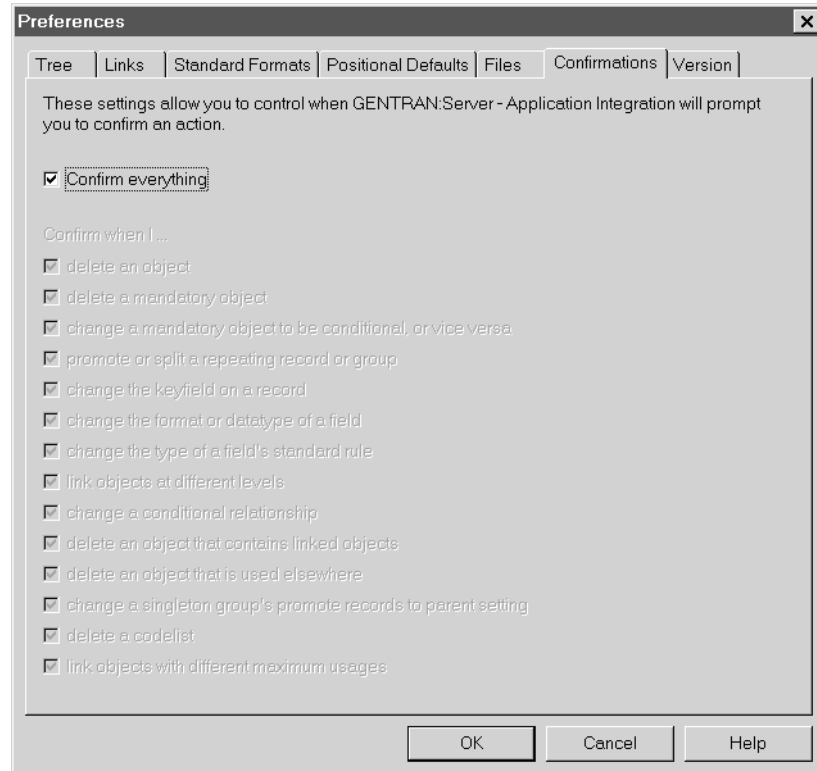 Preferences
Tree Links Standard Formats Positional Defaults Files Confirmations Version
These settings allow you to control when GENTRAN:Server - Application Integration will prompt
you to confirm an action.
Confirm everything
Confirm when I ...
delete an object
delete a mandatory object
change a mandatory object to be conditional, or vice versa
promote or split a repeating record or group
change the keyfield on a record
change the format or datatype of a field
change the type of a field's standard rule
link objects at different levels
change a conditional relationship
delete an object that contains linked objects
delete an object that is used elsewhere
change a singleton group's promote records to parent setting
delete a codelist
link objects with different maximum usages
OK Cancel Help